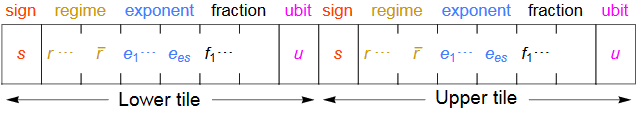 sign regime exponent fraction ubit sign regime exponent fraction ubit
s r ⋯ r̅ e₁⋯ eₑₛ f₁⋯ u s r ⋯ r̅ e₁⋯ eₑₛ f₁⋯ u
Lower tile Upper tile